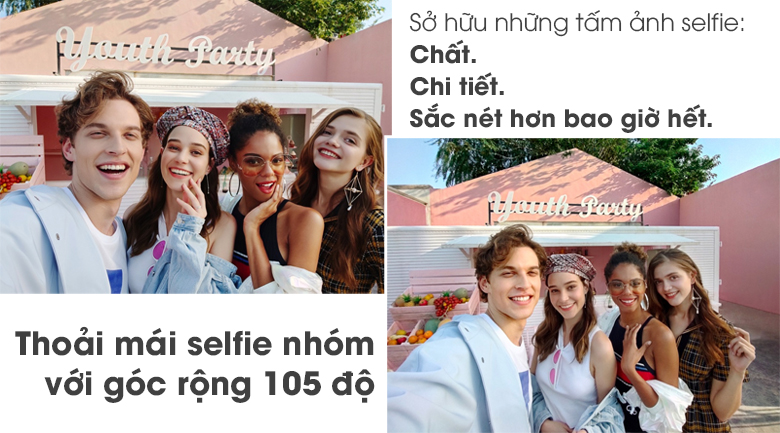 Youth Party
Sở hữu những tấm ảnh selfie:
Chất.
Chi tiết.
Sắc nét hơn bao giờ hết.
Youth Party
Thoải mái selfie nhóm
với góc rộng 105 độ